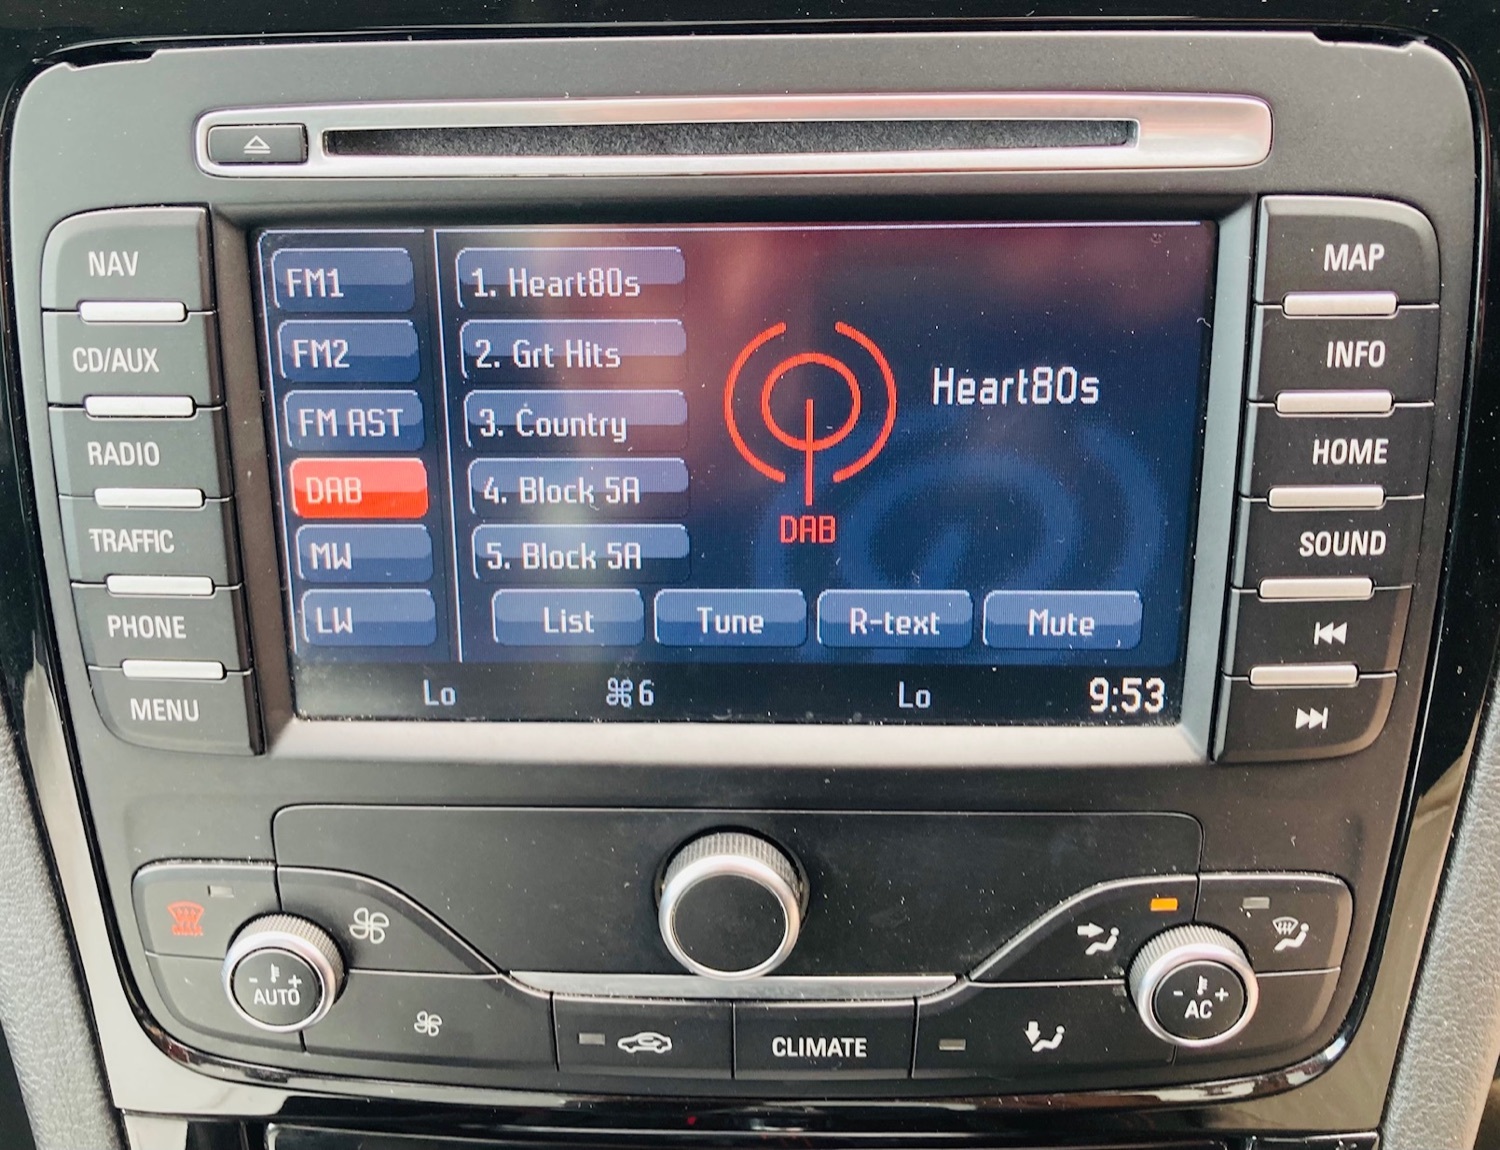 NAV
CD/AUX
RADIO
TRAFFIC
PHONE
MENU
FM1
FM2
FM AST
DAB
MW
LW
1. Heart80s
2. Grt Hits
3. Country
4. Block 5A
5. Block 5A
DAB
Heart80s
List Tune R-text Mute
Lo 6 Lo 9:53
MAP
INFO
HOME
SOUND
- + AUTO
CLIMATE
- + AC